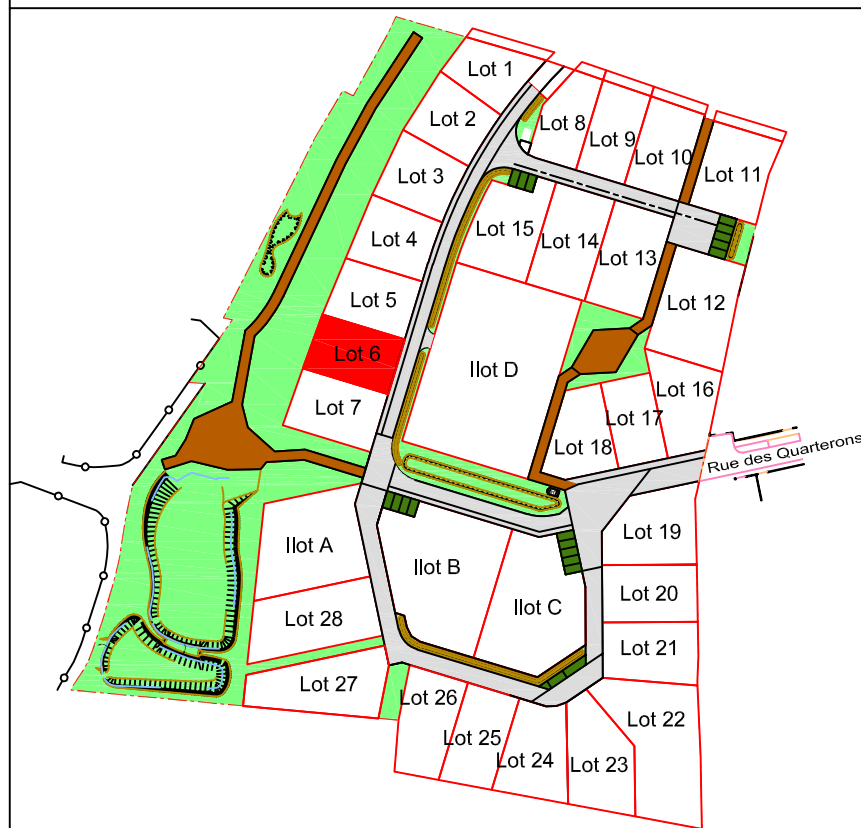 Lot 1
Lot 2
Lot 3
Lot 4
Lot 5
Lot 6
Lot 7
Lot 8
Lot 9
Lot 10
Lot 11
Lot 15
Lot 14
Lot 13
Lot 12
Ilot D
Lot 16
Lot 17
Lot 18
Rue des Quarterons
Ilot A
Ilot B
Ilot C
Lot 19
Lot 20
Lot 21
Lot 28
Lot 27
Lot 26
Lot 25
Lot 24
Lot 23
Lot 22